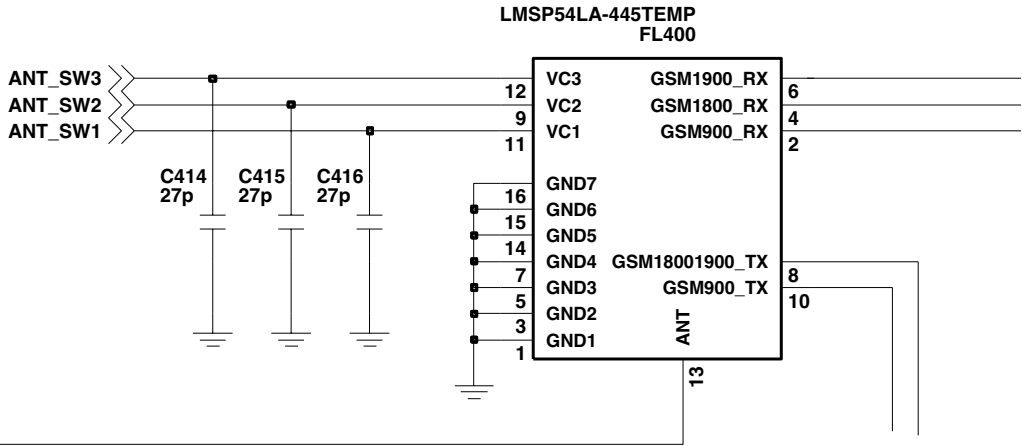 LMSP54LA-445TEMP
FL400
ANT_SW3
ANT_SW2
ANT_SW1
12
9
11
VC3
VC2
VC1
GSM1900_RX
GSM1800_RX
GSM900_RX
6
4
2
C414
27p
C415
27p
C416
27p
16
15
14
7
5
3
1
GND7
GND6
GND5
GND4
GND3
GND2
GND1
GSM18001900_TX
GSM900_TX
8
10
ANT
13